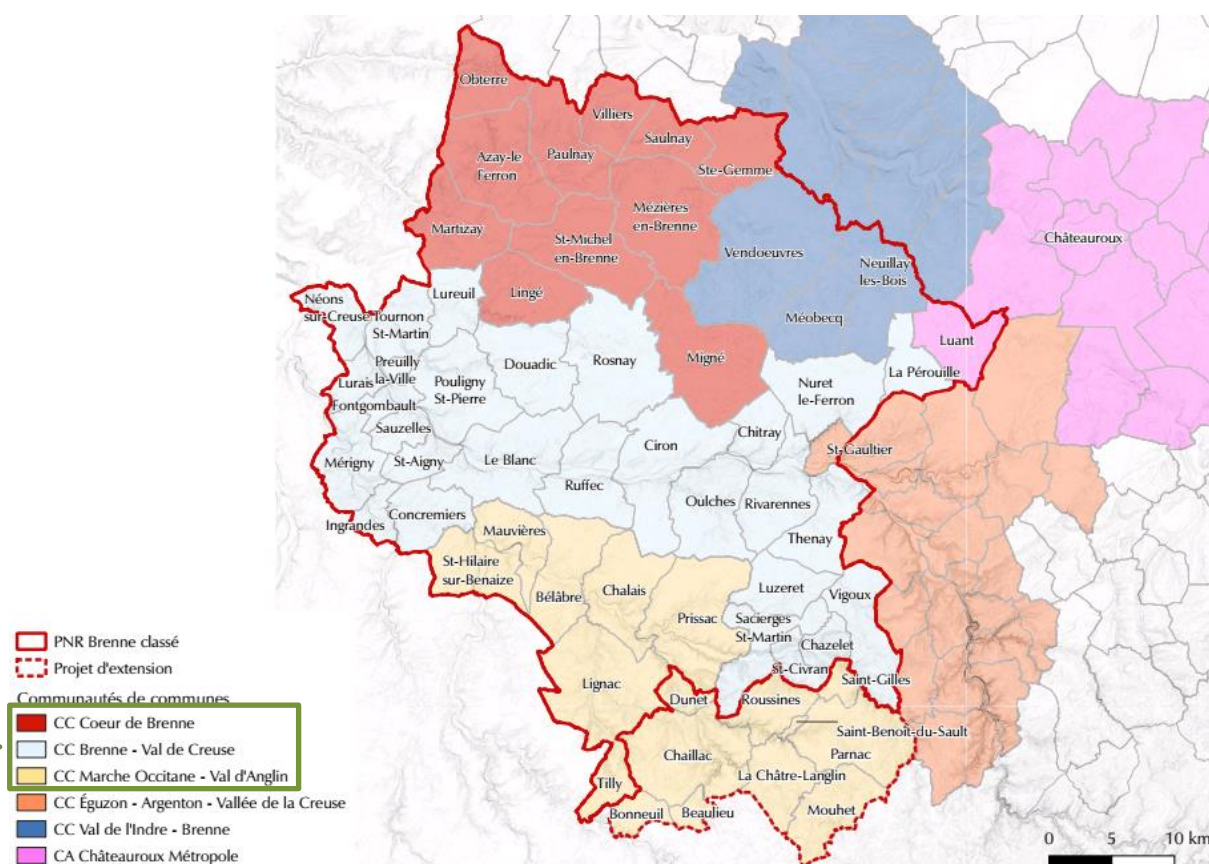 Obterre
Villiers
Saulnay
Azay-le
Ferron
Paulnay
Ste-Gemme
Mézières
en-Brenne
Martizay
St-Michel
en-Brenne
Châteauroux
Vendoeuvres
Neuillay
les-Bois
Lingé
Lureuil
Néons
sur-Creuse
Tournon
St-Martin
Méobecq
Luant
Migné
Rosnay
Douadic
Preuilly
la-Ville
Pouligny
St-Pierre
La Pérouille
Nuret
le-Ferron
Lurais
Fontgombault
Sauzelles
Chitray
Ciron
St-Gaultier
Mérigny
St-Aigny
Le Blanc
Ruffec
Oulches
Rivarennes
Ingrandes
Concremiers
Mauvières
Thenay
St-Hilaire
sur-Benaize
Bélâbre
Chalais
Luzeret
Vigoux
Prissac
Sacierges
St-Martin
Chazelet
St-Civran
Saint-Gilles
Lignac
Dunet
Roussines
Saint-Benoît-du-Sault
Chaillac
Parnac
La Châtre-Langlin
Tilly
Mouhet
Bonneuil
Beaulieu
PNR Brenne classé
Projet d'extension
Communautés de communes
CC Coeur de Brenne
CC Brenne - Val de Creuse
CC Marche Occitane - Val d'Anglin
CC Éguzon - Argenton - Vallée de la Creuse
CC Val de l'Indre - Brenne
CA Châteauroux Métropole
0 5 10 km